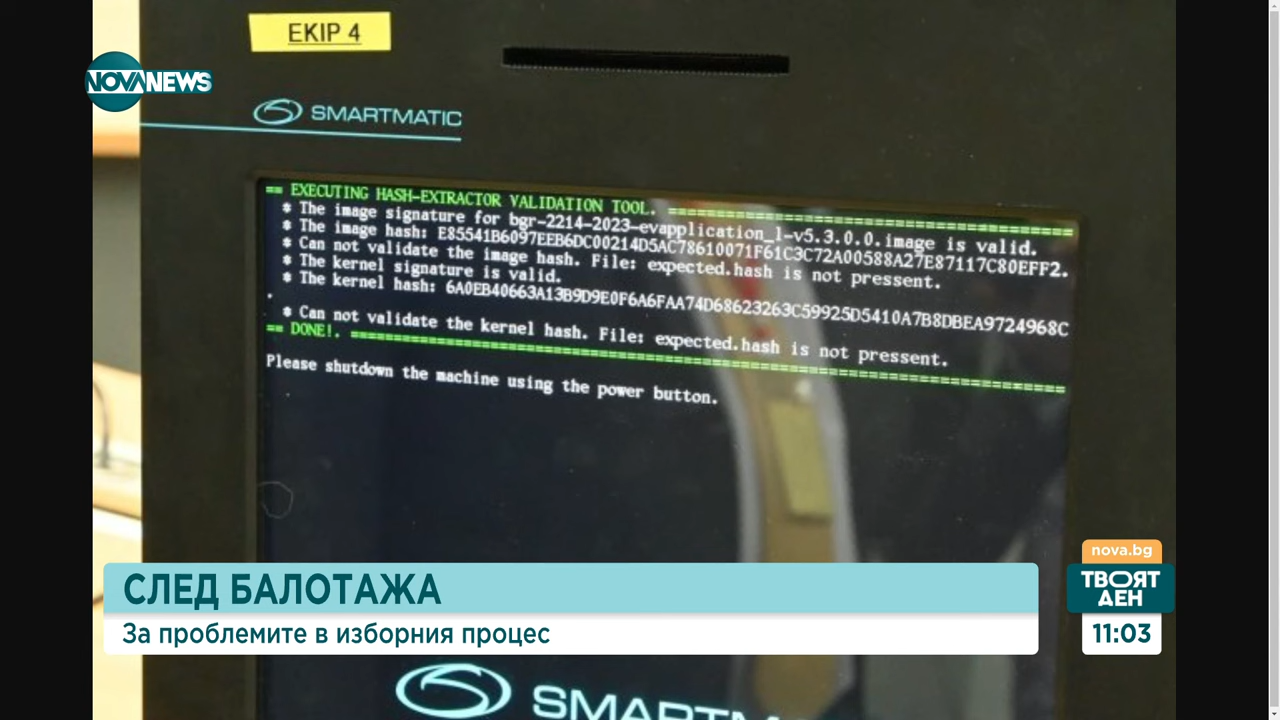 EKIP 4
NOVANEWS
SMARTMATIC
== EXECUTING HASH-EXTRACTOR VALIDATION TOOL. ================================================
* The image signature for bgr-2214-2023-evapplication_l-v5.3.0.0.image is valid.
* The image hash: E85541B6097EEB6DC00214D5AC78610071F61C3C72A00588A27E87117C80EFF2.
* Can not validate the image hash. File: expected.hash is not pressent.
* The kernel signature is valid.
* The kernel hash: 6A0EB40663A13B9D9E0F6A6FAA74D68623263C59925D5410A7B8DBEA9724968C
.
* Can not validate the kernel hash. File: expected.hash is not pressent.
== DONE!. ================================================================================
Please shutdown the machine using the power button.
nova.bg
СЛЕД БАЛОТАЖА
ТВОЯТ
ДЕН
За проблемите в изборния процес
11:03
SMARTM